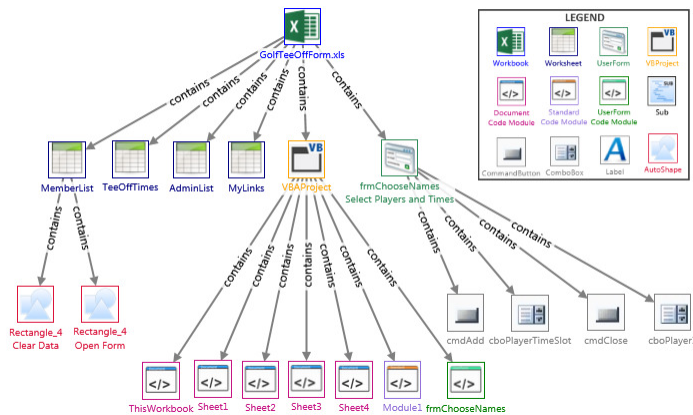 GolfTeeOffForm.xls
contains
contains
contains
contains
contains
contains
MemberList
TeeOffTimes
AdminList
MyLinks
VBAProject
frmChooseNames
Select Players and Times
contains
contains
contains
contains
contains
contains
contains
contains
contains
contains
contains
contains
contains
Rectangle_4
Clear Data
Rectangle_4
Open Form
cmdAdd
cboPlayerTimeSlot
cmdClose
cboPlayer
ThisWorkbook
Sheet1
Sheet2
Sheet3
Sheet4
Module1
frmChooseNames
LEGEND
Workbook
Worksheet
UserForm
VBProject
Document
Code Module
Standard
Code Module
UserForm
Code Module
Sub
CommandButton
ComboBox
Label
AutoShape
VB
VB
SUB